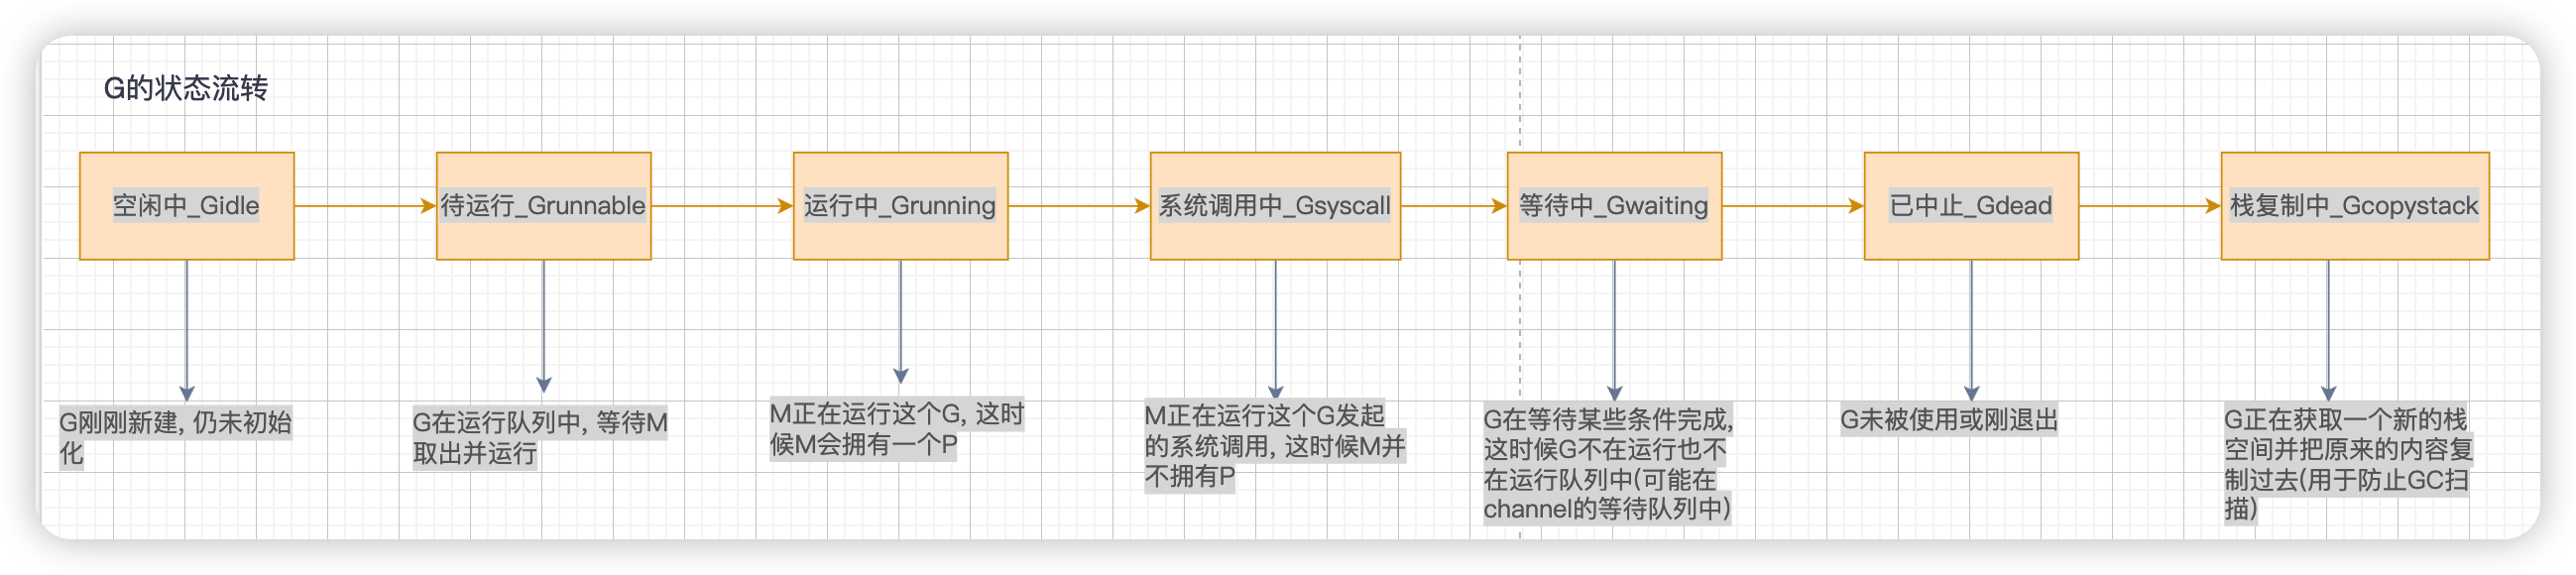 G的状态流转
空闲中_Gidle
待运行_Grunnable
运行中_Grunning
系统调用中_Gsyscall
等待中_Gwaiting
已中止_Gdead
栈复制中_Gcopystack
G刚刚新建, 仍未初始
化
G在运行队列中, 等待M
取出并运行
M正在运行这个G, 这时
候M会拥有一个P
M正在运行这个G发起
的系统调用, 这时候M并
不拥有P
G在等待某些条件完成,
这时候G不在运行也不
在运行队列中(可能在
channel的等待队列中)
G未被使用或刚退出
G正在获取一个新的栈
空间并把原来的内容复
制过去(用于防止GC扫
描)